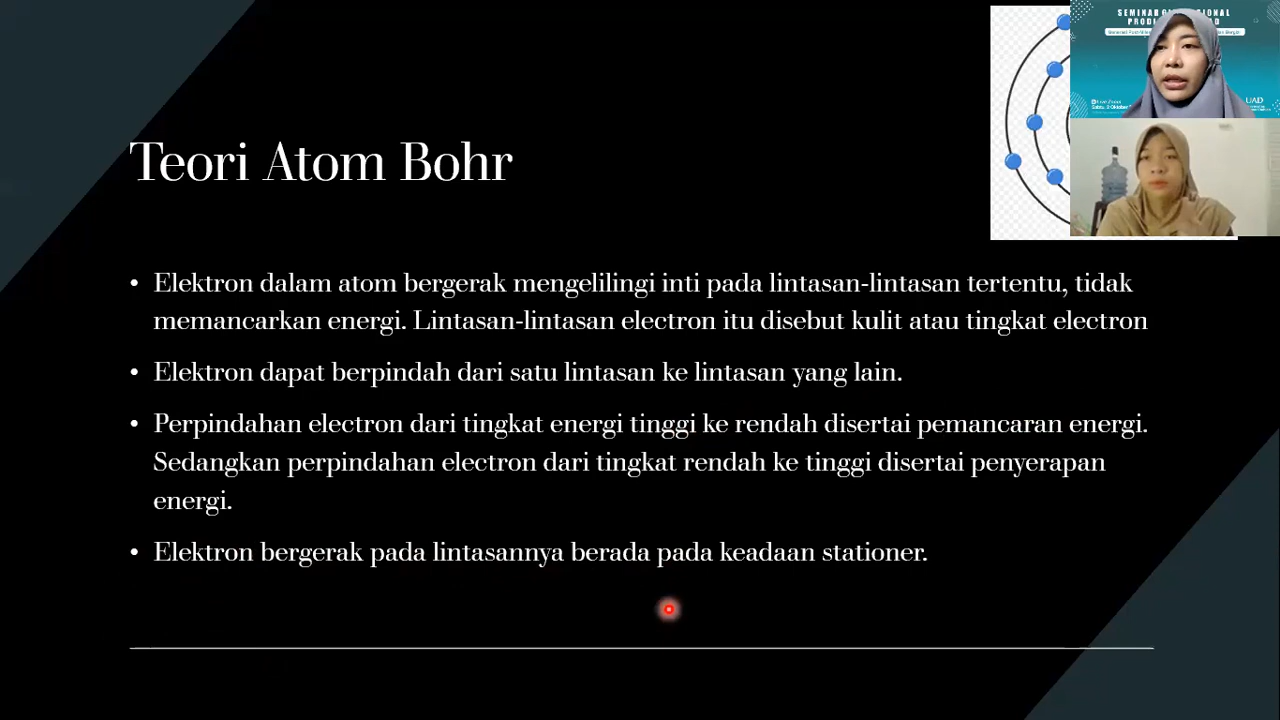 SEMINAR
Teori Atom Bohr
UAD
• Elektron dalam atom bergerak mengelilingi inti pada lintasan-lintasan tertentu, tidak
memancarkan energi. Lintasan-lintasan electron itu disebut kulit atau tingkat electron
• Elektron dapat berpindah dari satu lintasan ke lintasan yang lain.
• Perpindahan electron dari tingkat energi tinggi ke rendah disertai pemancaran energi.
Sedangkan perpindahan electron dari tingkat rendah ke tinggi disertai penyerapan
energi.
• Elektron bergerak pada lintasannya berada pada keadaan stationer.